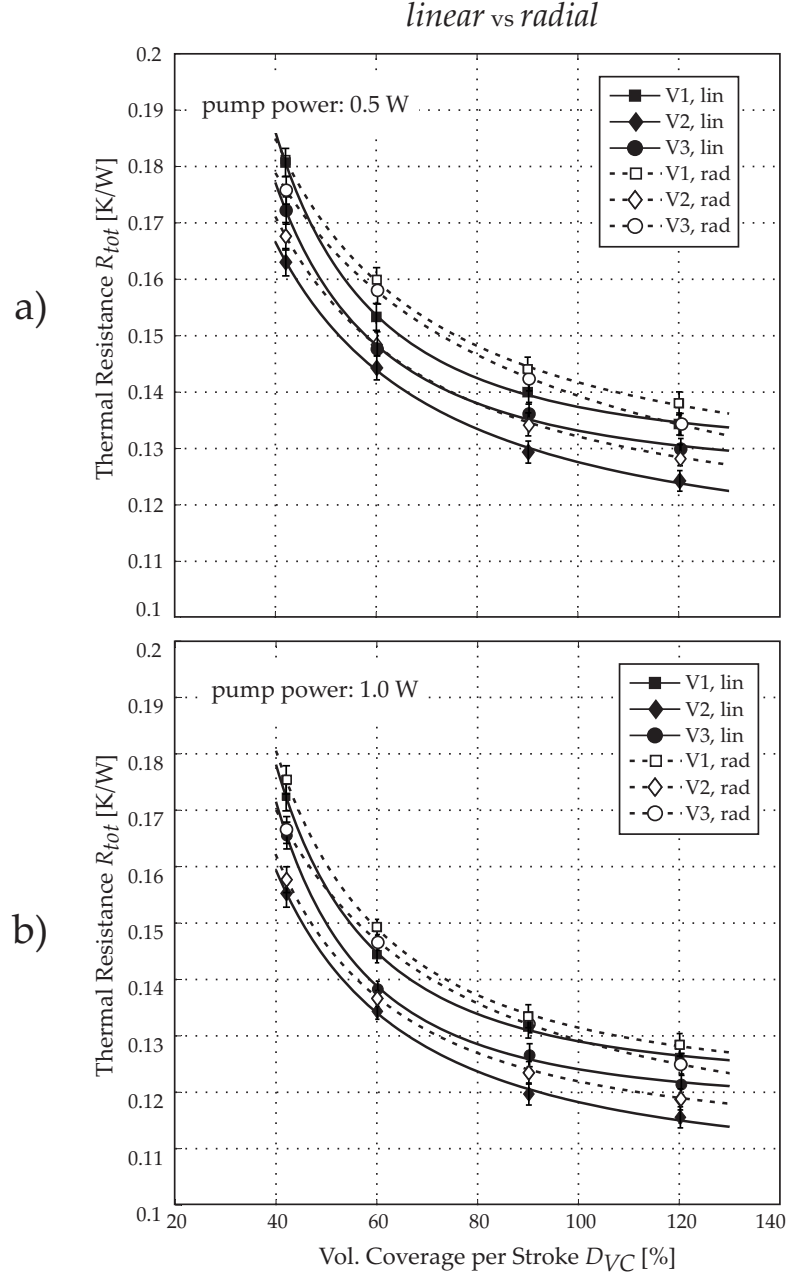 linear vs radial
a)
Thermal Resistance Rtot [K/W]
0.2
0.19
0.18
0.17
0.16
0.15
0.14
0.13
0.12
0.11
0.1
pump power: 0.5 W
V1, lin
V2, lin
V3, lin
V1, rad
V2, rad
V3, rad
b)
Thermal Resistance Rtot [K/W]
0.2
0.19
0.18
0.17
0.16
0.15
0.14
0.13
0.12
0.11
0.1
pump power: 1.0 W
V1, lin
V2, lin
V3, lin
V1, rad
V2, rad
V3, rad
20 40 60 80 100 120 140
Vol. Coverage per Stroke DVC [%]